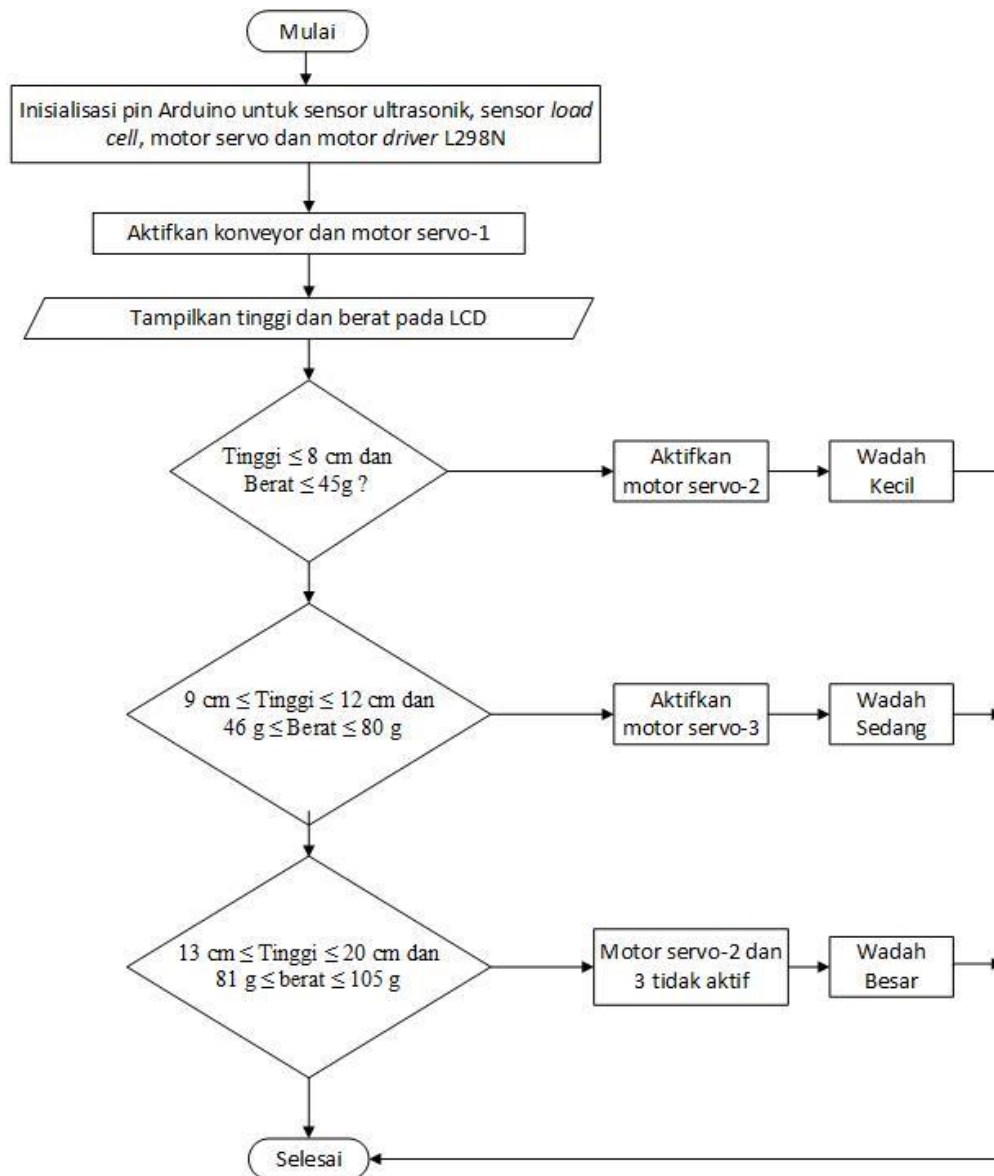 Mulai
Inisialisasi pin Arduino untuk sensor ultrasonik, sensor load
cell, motor servo dan motor driver L298N
Aktifkan konveyor dan motor servo-1
Tampilkan tinggi dan berat pada LCD
Tinggi ≤ 8 cm dan
Berat ≤ 45g ?
Aktifkan
motor servo-2
Wadah
Kecil
9 cm ≤ Tinggi ≤ 12 cm dan
46 g ≤ Berat ≤ 80 g
Aktifkan
motor servo-3
Wadah
Sedang
13 cm ≤ Tinggi ≤ 20 cm dan
81 g ≤ berat ≤ 105 g
Motor servo-2 dan
3 tidak aktif
Wadah
Besar
Selesai